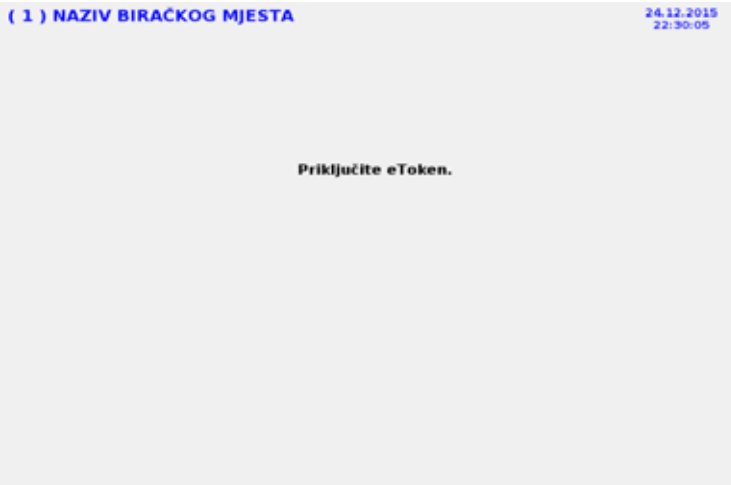 ( 1 ) NAZIV BIRAČKOG MJESTA
24.12.2015
22:30:05
Priključite eToken.